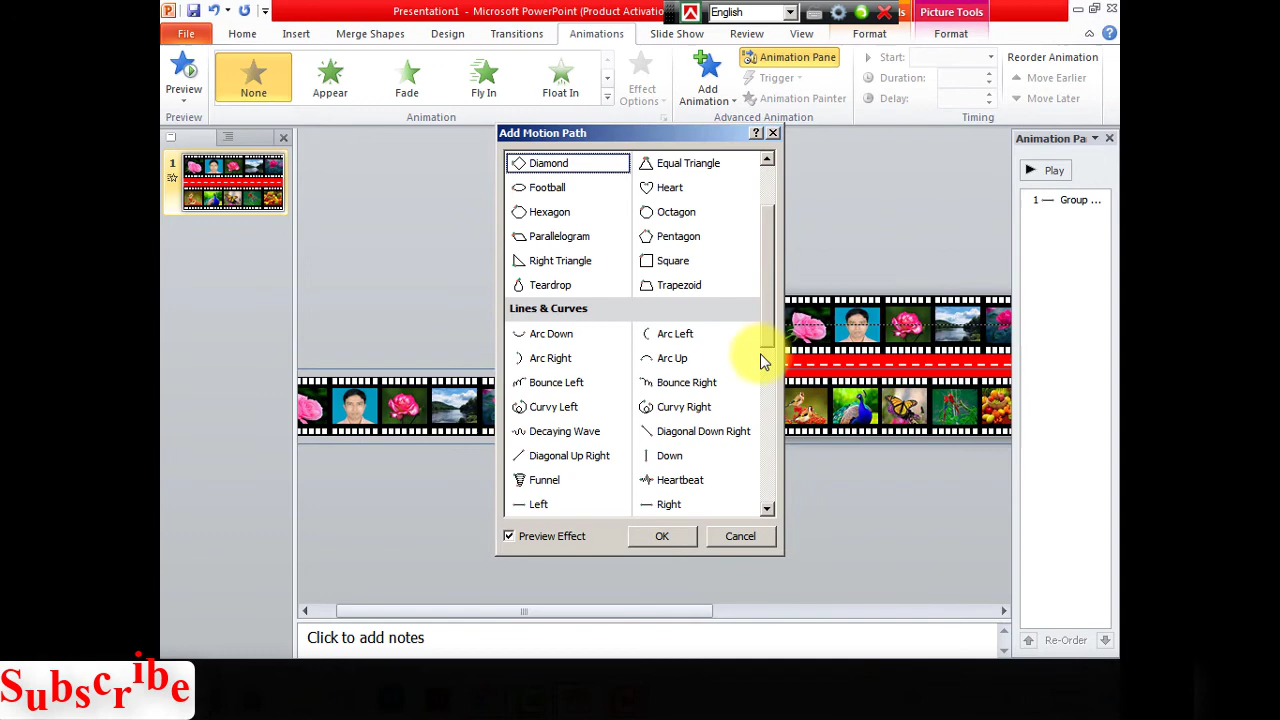 Presentation1 - Microsoft PowerPoint (Product Activatio
English
Picture Tools
File
Home
Insert
Merge Shapes
Design
Transitions
Animations
Slide Show
Review
View
Format
Format
Preview
None
Appear
Fade
Fly In
Float In
Effect
Options
Add
Animation
Animation Pane
Trigger
Animation Painter
Start:
Duration:
Delay:
Reorder Animation
Move Earlier
Move Later
Preview
Animation
Advanced Animation
Timing
Add Motion Path
Diamond
Equal Triangle
Football
Heart
Hexagon
Octagon
Parallelogram
Pentagon
Right Triangle
Square
Teardrop
Trapezoid
Lines & Curves
Arc Down
Arc Left
Arc Right
Arc Up
Bounce Left
Bounce Right
Curvy Left
Curvy Right
Decaying Wave
Diagonal Down Right
Diagonal Up Right
Down
Funnel
Heartbeat
Left
Right
Preview Effect
OK
Cancel
1
Animation Pa
Play
1
Group ...
Re-Order
Click to add notes
Subscribe